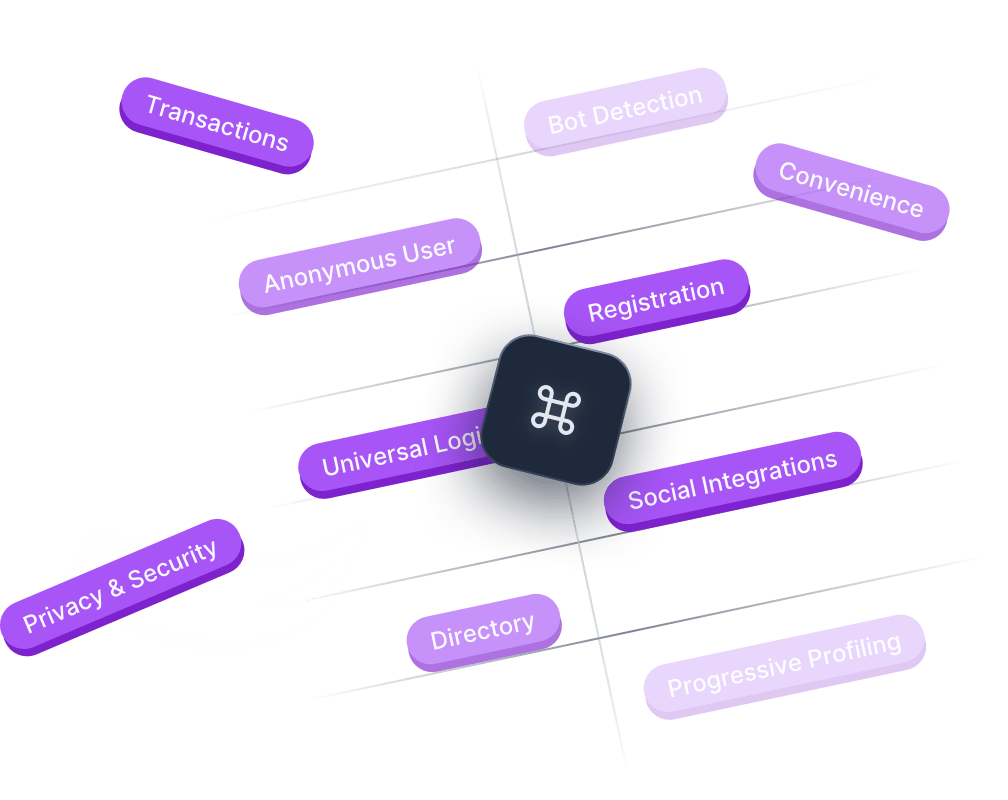 Transactions
Bot Detection
Convenience
Anonymous User
Registration
Universal Logi
Social Integrations
Privacy & Security
Directory
Progressive Profiling